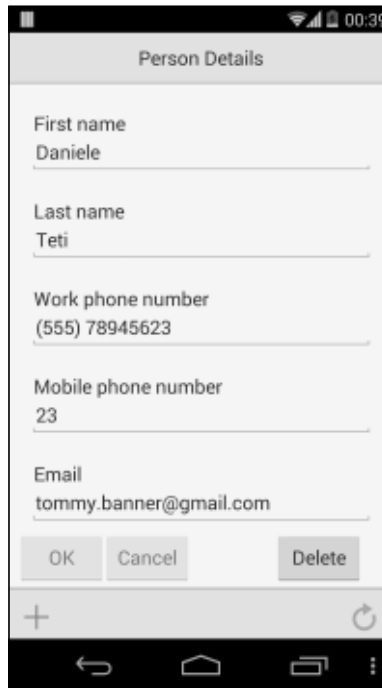 00:39
Person Details
First name
Daniele
Last name
Teti
Work phone number
(555) 78945623
Mobile phone number
23
Email
tommy.banner@gmail.com
OK Cancel Delete